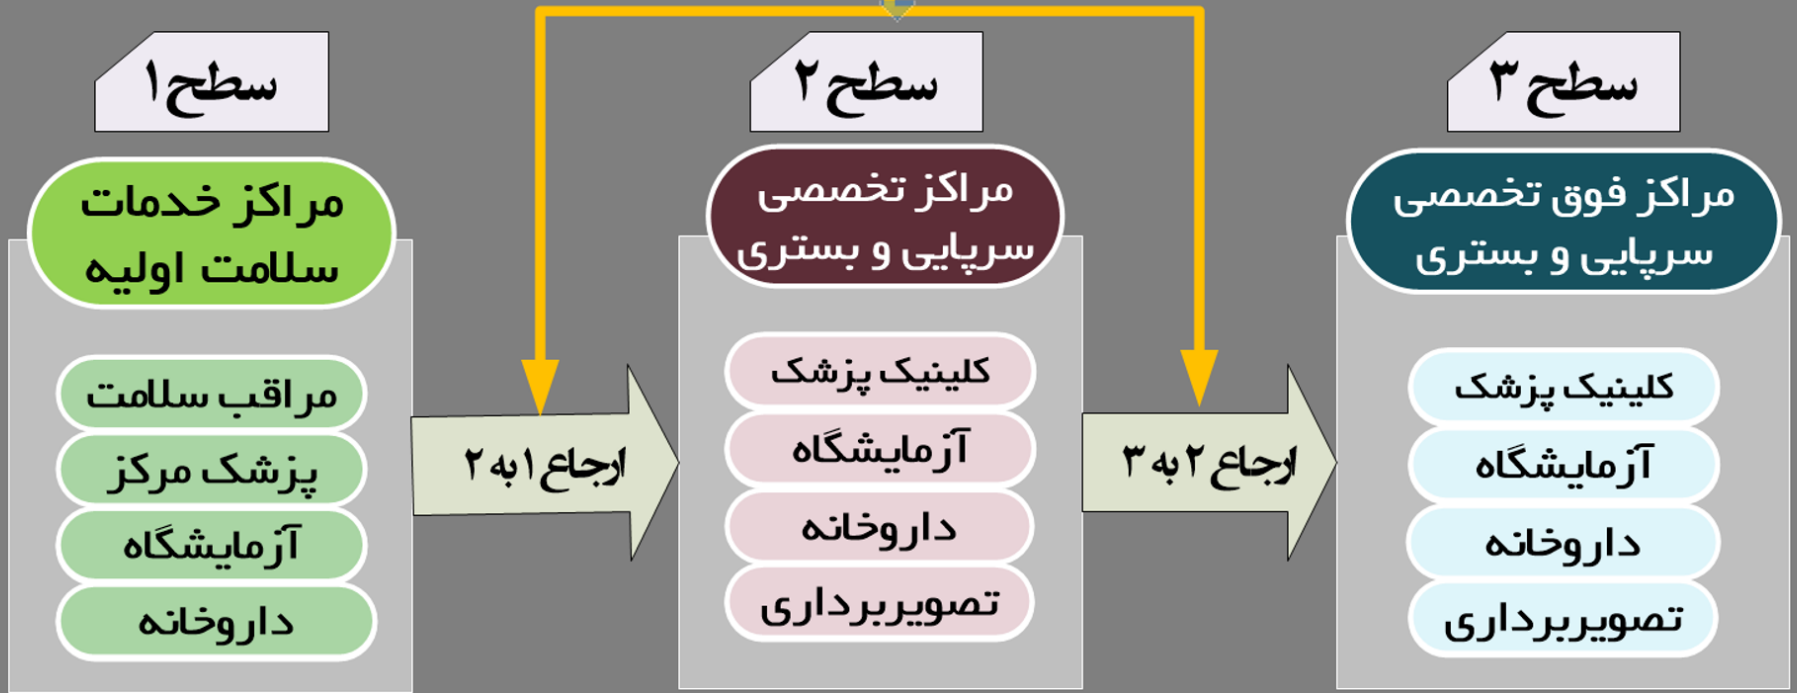 سطح ۱
مراکز خدمات
سلامت اولیه
مراقب سلامت
پزشک مرکز
آزمایشگاه
داروخانه
ارجاع ۱ به ۲
سطح ۲
مراکز تخصصی
سرپایی و بستری
کلینیک پزشک
آزمایشگاه
داروخانه
تصویربرداری
ارجاع ۲ به ۳
سطح ۳
مراکز فوق تخصصی
سرپایی و بستری
کلینیک پزشک
آزمایشگاه
داروخانه
تصویربرداری